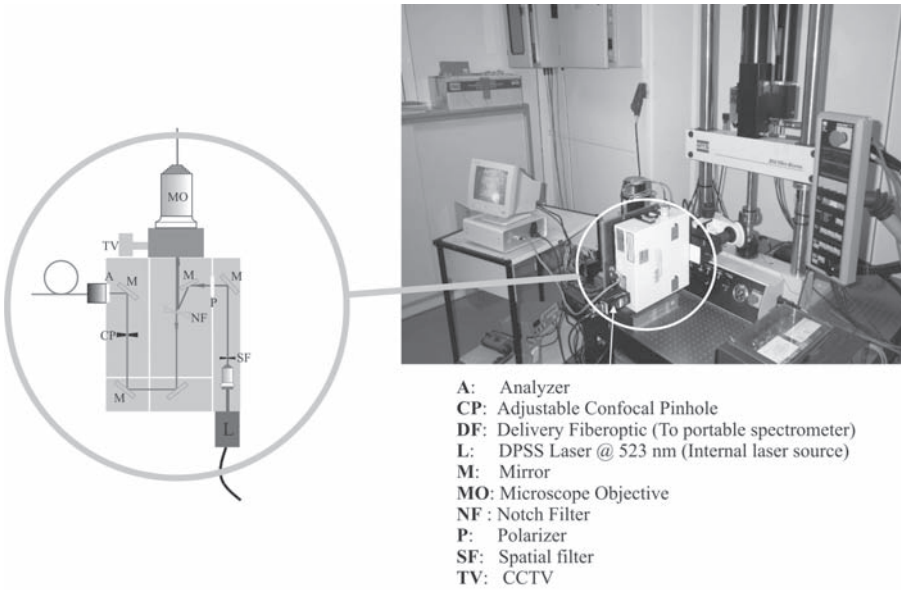 MO
TV
A
M
M
M
P
NF
CP
SF
M
L
A: Analyzer
CP: Adjustable Confocal Pinhole
DF: Delivery Fiberoptic (To portable spectrometer)
L: DPSS Laser @ 523 nm (Internal laser source)
M: Mirror
MO: Microscope Objective
NF : Notch Filter
P: Polarizer
SF: Spatial filter
TV: CCTV